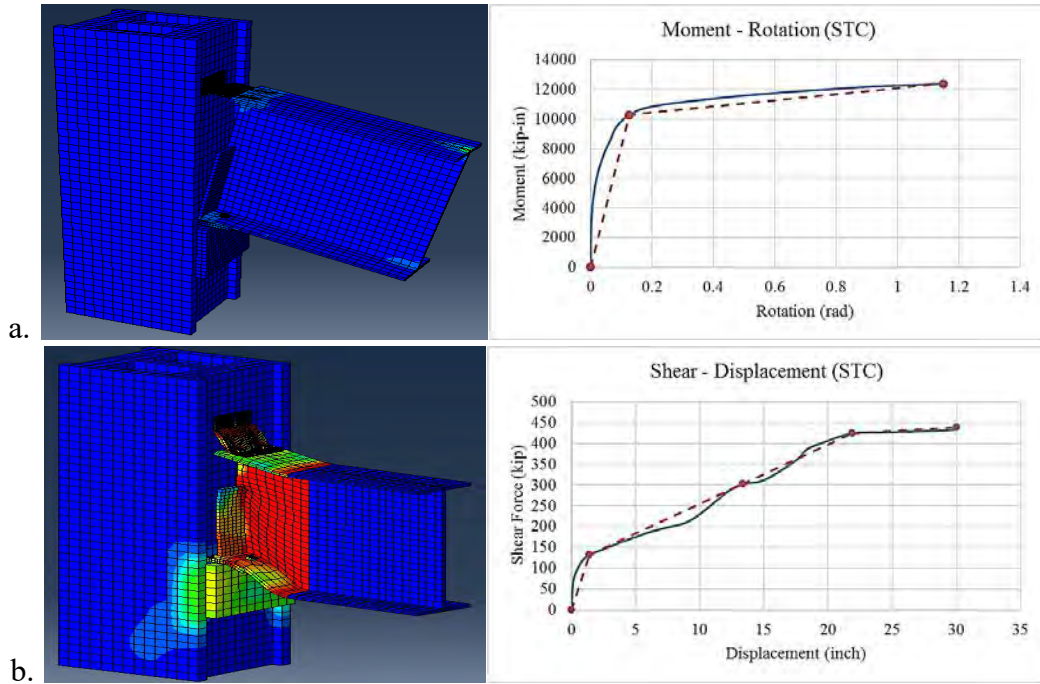 Moment - Rotation (STC)
14000
12000
10000
8000
6000
4000
2000
0
Moment (kip-in)
0 0.2 0.4 0.6 0.8 1 1.2 1.4
Rotation (rad)
a.
Shear - Displacement (STC)
500
450
400
350
300
250
200
150
100
50
0
Shear Force (kip)
0 5 10 15 20 25 30 35
Displacement (inch)
b.